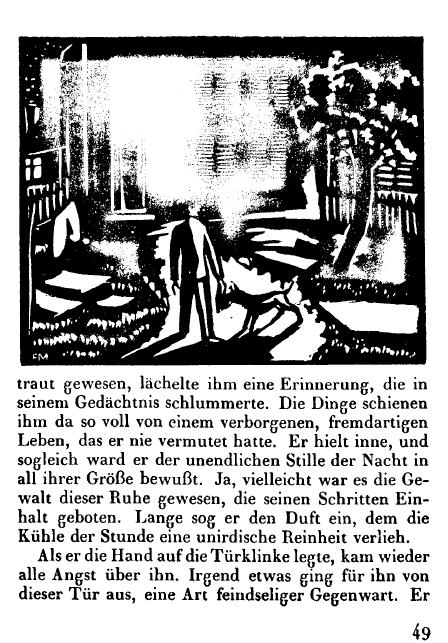 FM
traut gewesen, lächelte ihm eine Erinnerung, die in
seinem Gedächtnis schlummerte. Die Dinge schienen
ihm da so voll von einem verborgenen, fremdartigen
Leben, das er nie vermutet hatte. Er hielt inne, und
sogleich ward er der unendlichen Stille der Nacht in
all ihrer Größe bewußt. Ja, vielleicht war es die Ge-
walt dieser Ruhe gewesen, die seinen Schritten Ein-
halt geboten. Lange sog er den Duft ein, dem die
Kühle der Stunde eine unirdische Reinheit verlieh.
Als er die Hand auf die Türklinke legte, kam wieder
alle Angst über ihn. Irgend etwas ging für ihn von
dieser Tür aus, eine Art feindseliger Gegenwart. Er
49